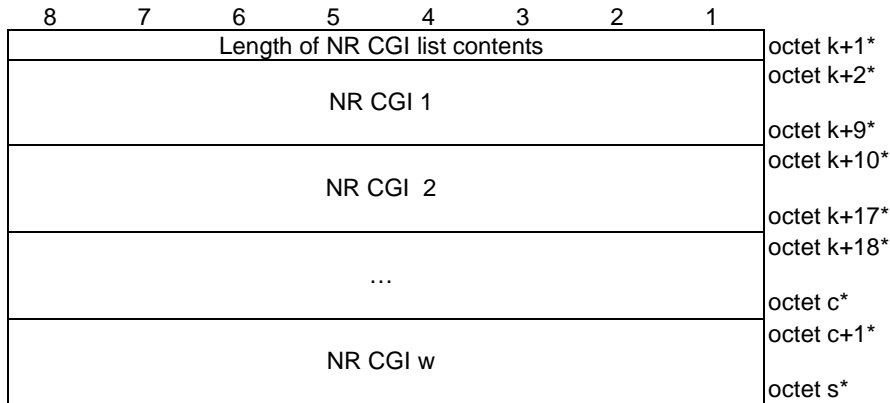 8 7 6 5 4 3 2 1
Length of NR CGI list contents octet k+1*
octet k+2*
NR CGI 1
octet k+9*
octet k+10*
NR CGI 2
octet k+17*
octet k+18*
…
octet c*
octet c+1*
NR CGI w
octet s*